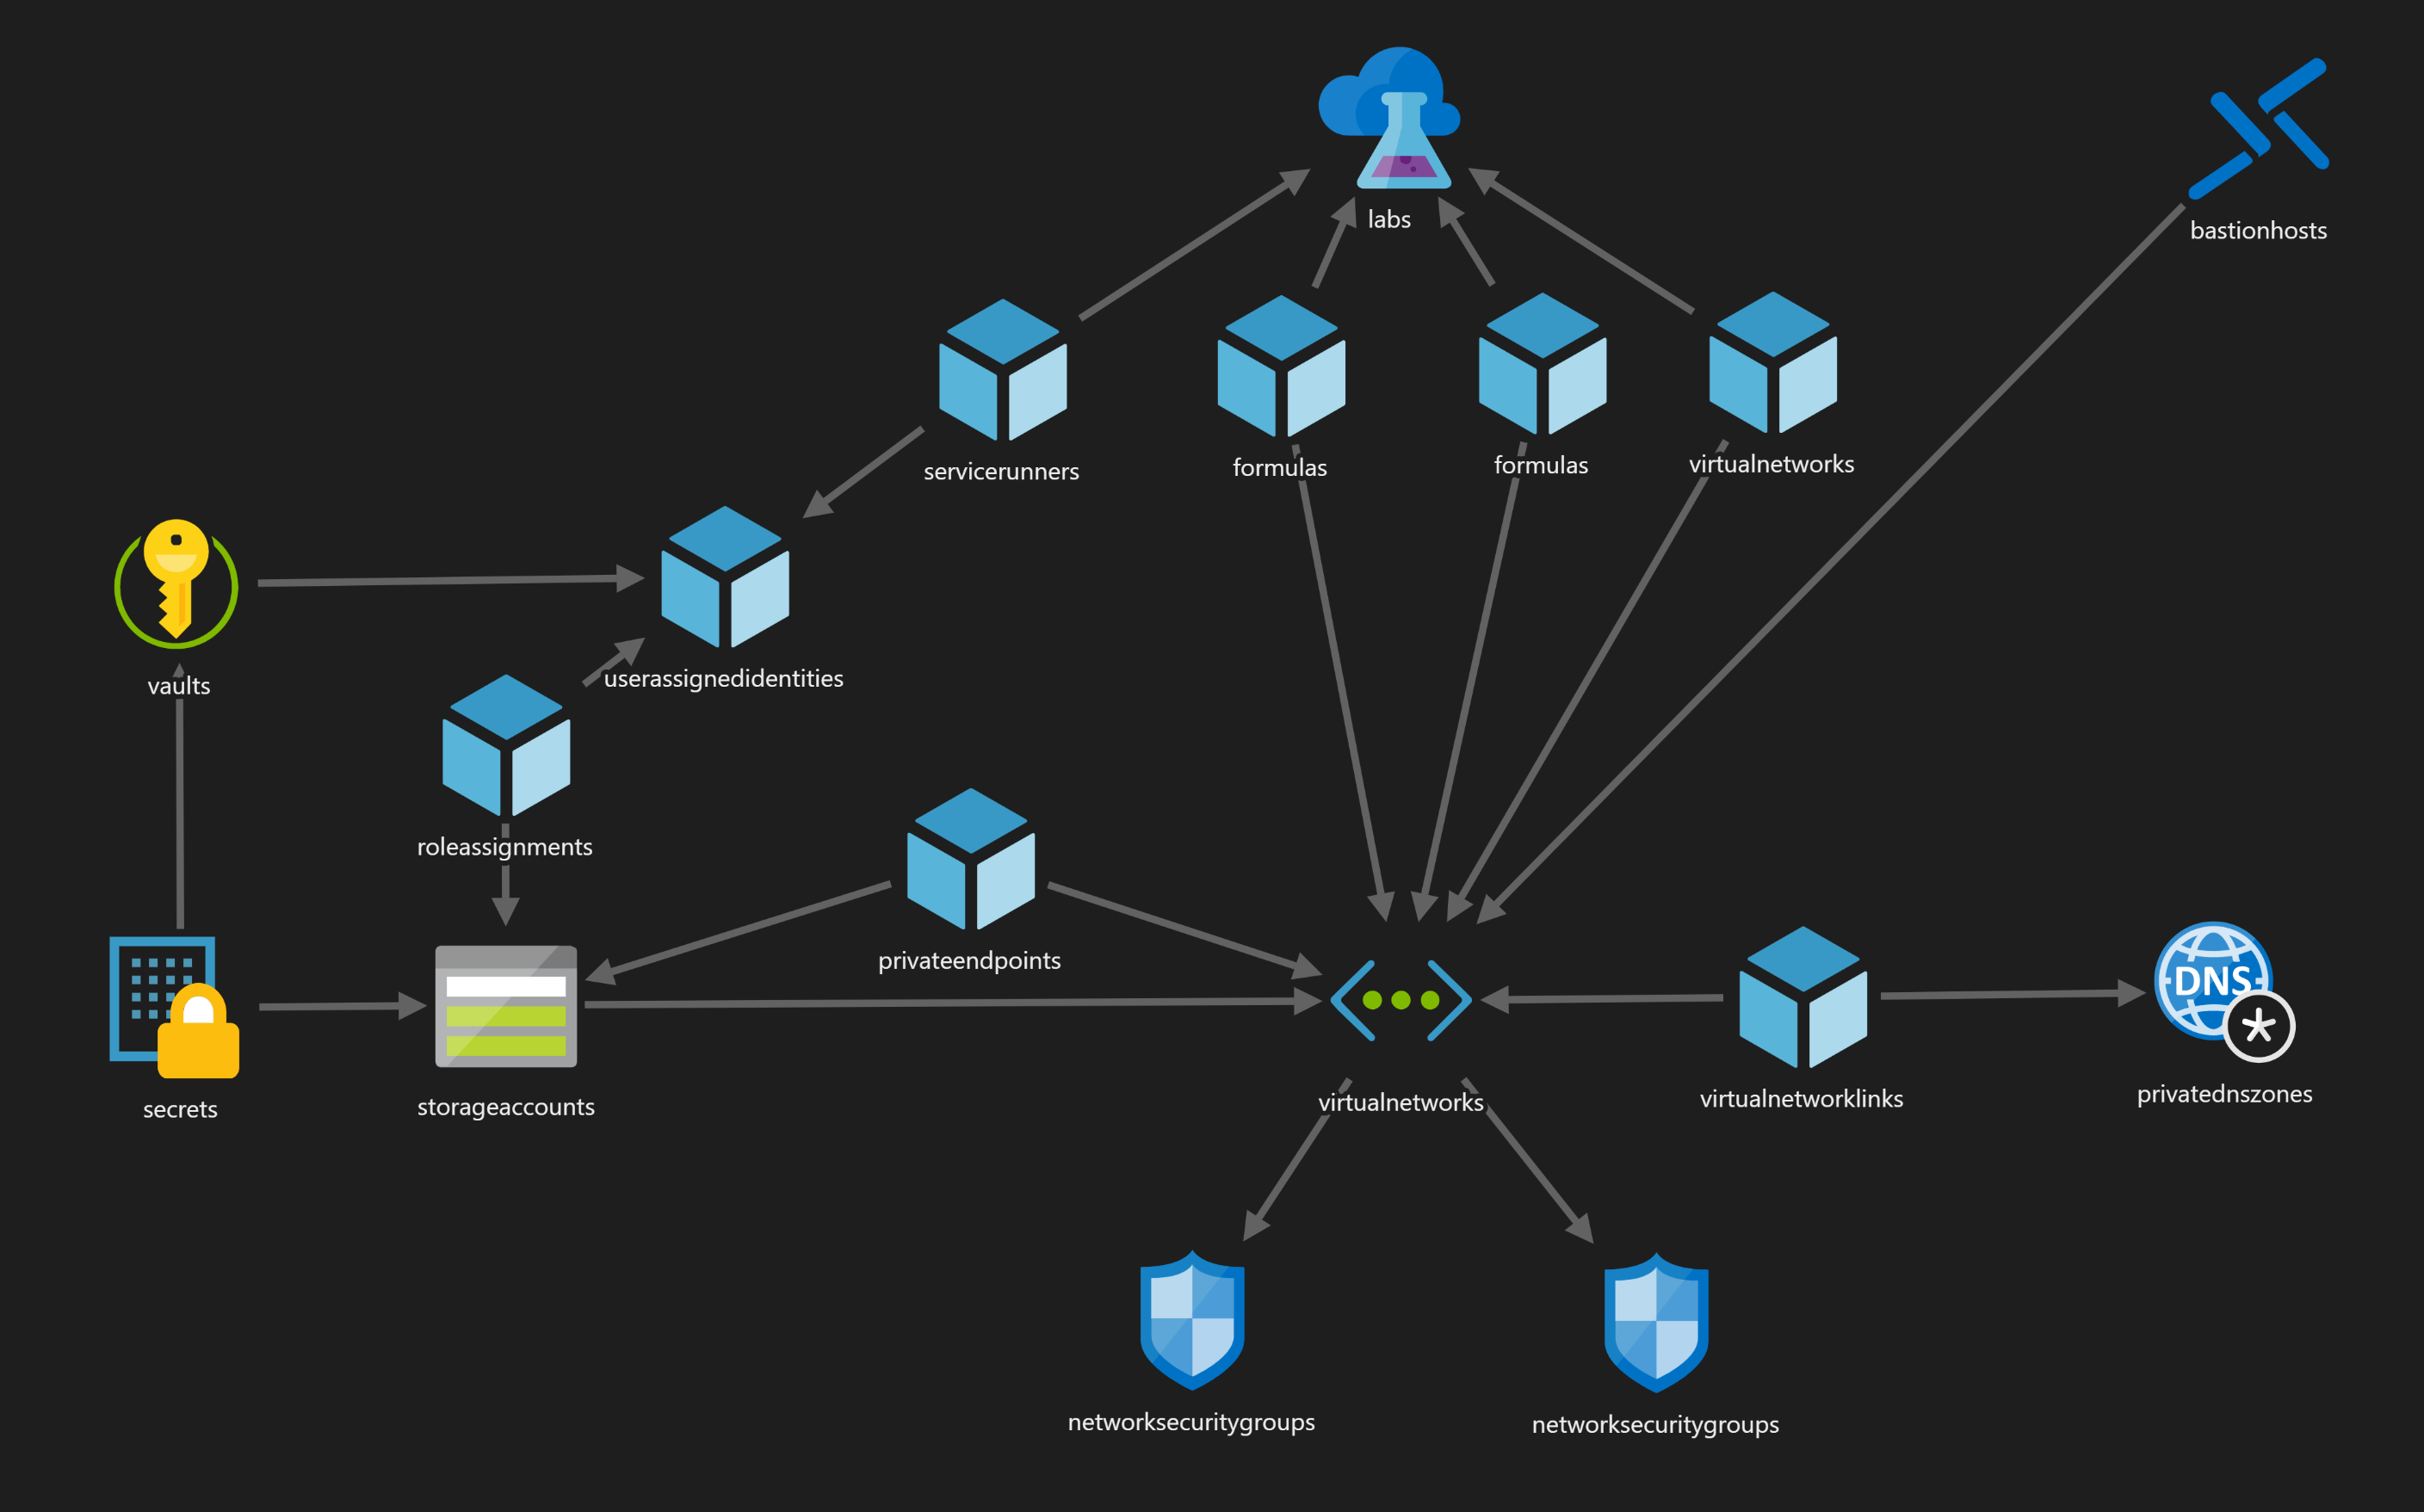 labs
bastionhosts
servicerunners
formulas
formulas
virtualnetworks
vaults
userassignedidentities
roleassignments
privateendpoints
DNS
secrets
storageaccounts
virtualnetworks
virtualnetworklinks
privatednszones
networksecuritygroups
networksecuritygroups